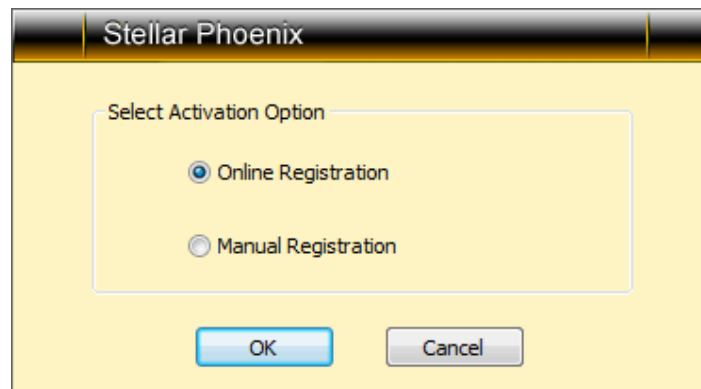 Stellar Phoenix
Select Activation Option
Online Registration
Manual Registration
OK
Cancel